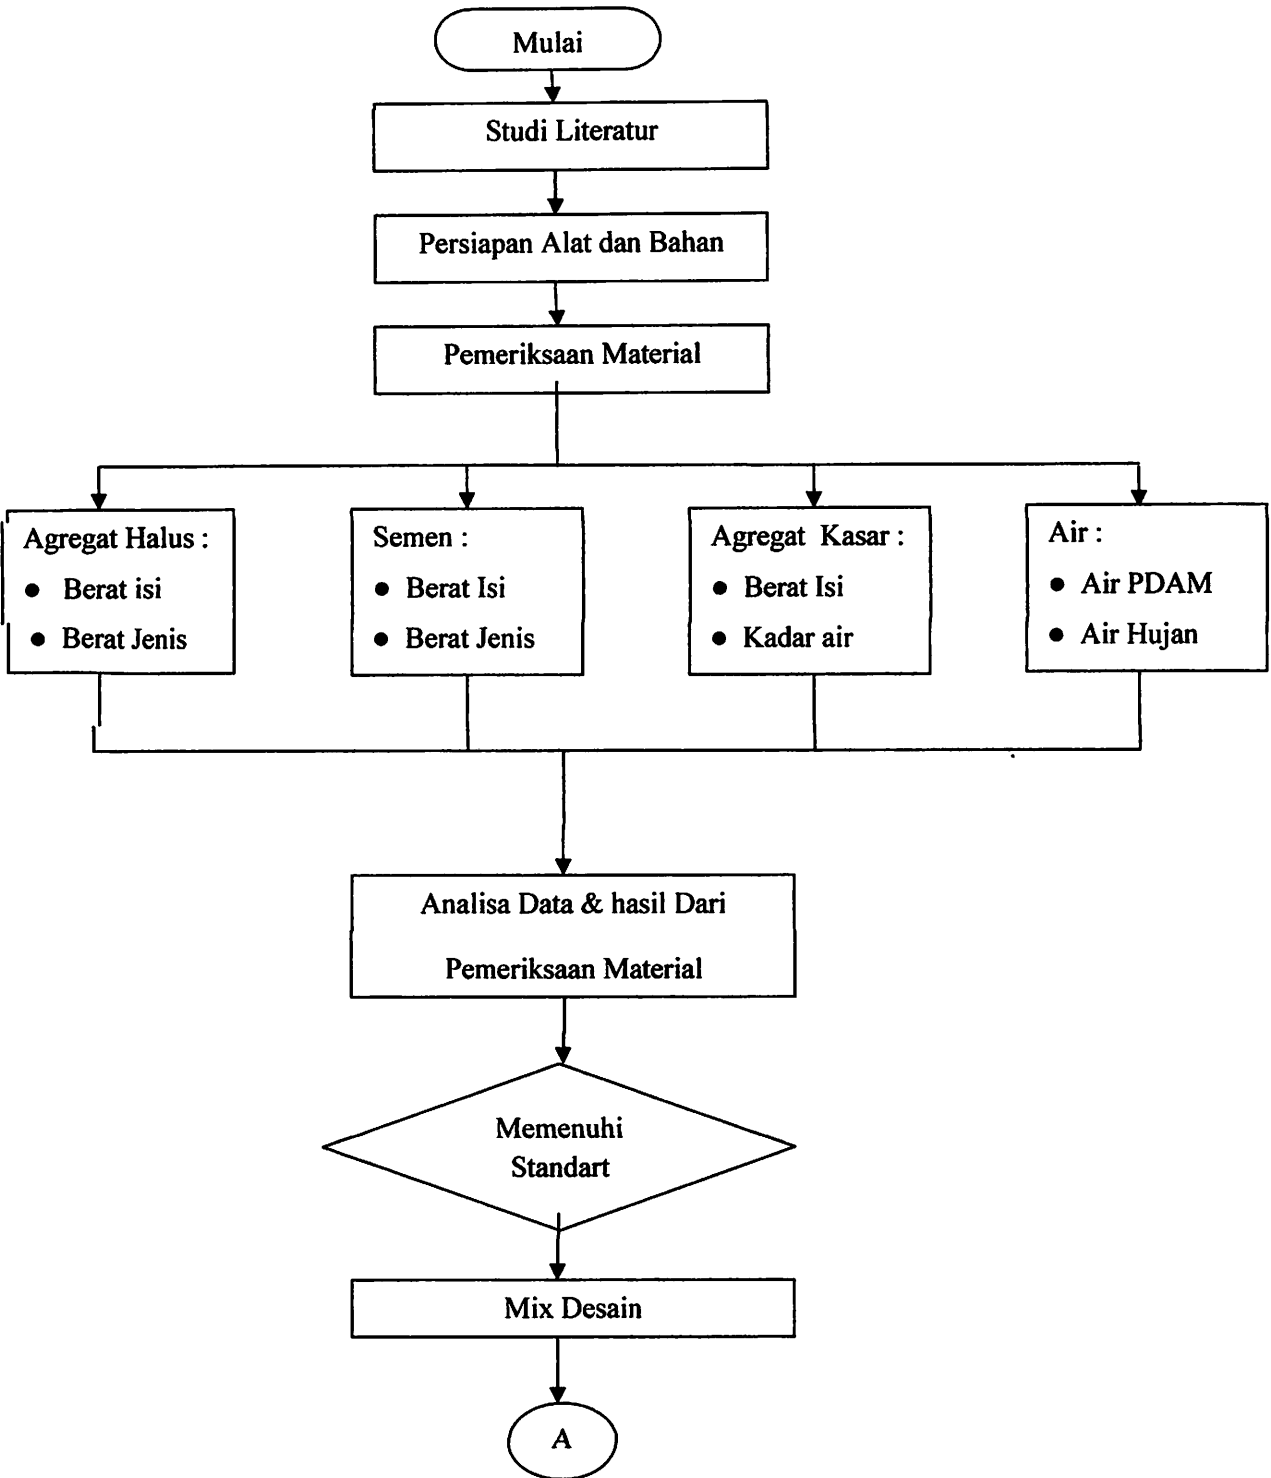 Mulai
Studi Literatur
Persiapan Alat dan Bahan
Pemeriksaan Material
Agregat Halus :
● Berat isi
● Berat Jenis
Semen :
● Berat Isi
● Berat Jenis
Agregat Kasar :
● Berat Isi
● Kadar air
Air :
● Air PDAM
● Air Hujan
Analisa Data & hasil Dari
Pemeriksaan Material
Memenuhi
Standart
Mix Desain
A